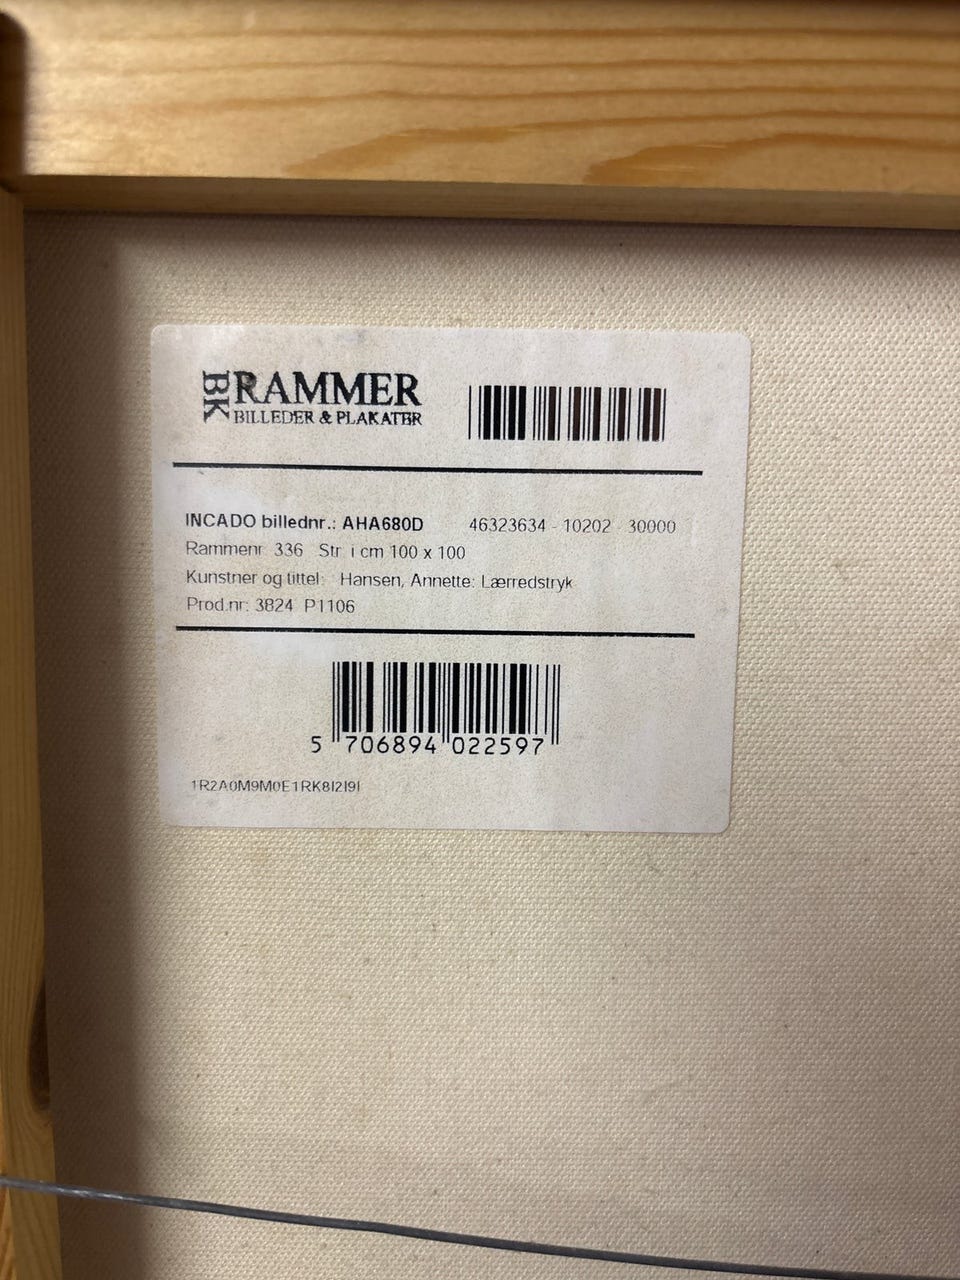 BK RAMMER
BILLEDER & PLAKATER
INCADO billednr.: AHA680D 46323634 - 10202 - 30000
Rammenr. 336 Str. i cm 100 x 100
Kunstner og tittel: Hansen, Annette: Lærredstryk
Prod.nr: 3824 P1106
5 706894 022597
1R2A0M9M0E1RK8I2I9I